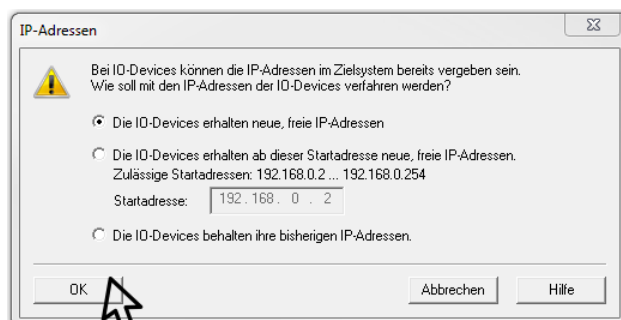 IP-Adressen
Bei IO-Devices können die IP-Adressen im Zielsystem bereits vergeben sein.
Wie soll mit den IP-Adressen der IO-Devices verfahren werden?
Die IO-Devices erhalten neue, freie IP-Adressen
Die IO-Devices erhalten ab dieser Startadresse neue, freie IP-Adressen.
Zulässige Startadressen: 192.168.0.2 ... 192.168.0.254
Startadresse: 192.168. 0 . 2
Die IO-Devices behalten ihre bisherigen IP-Adressen.
OK Abbrechen Hilfe